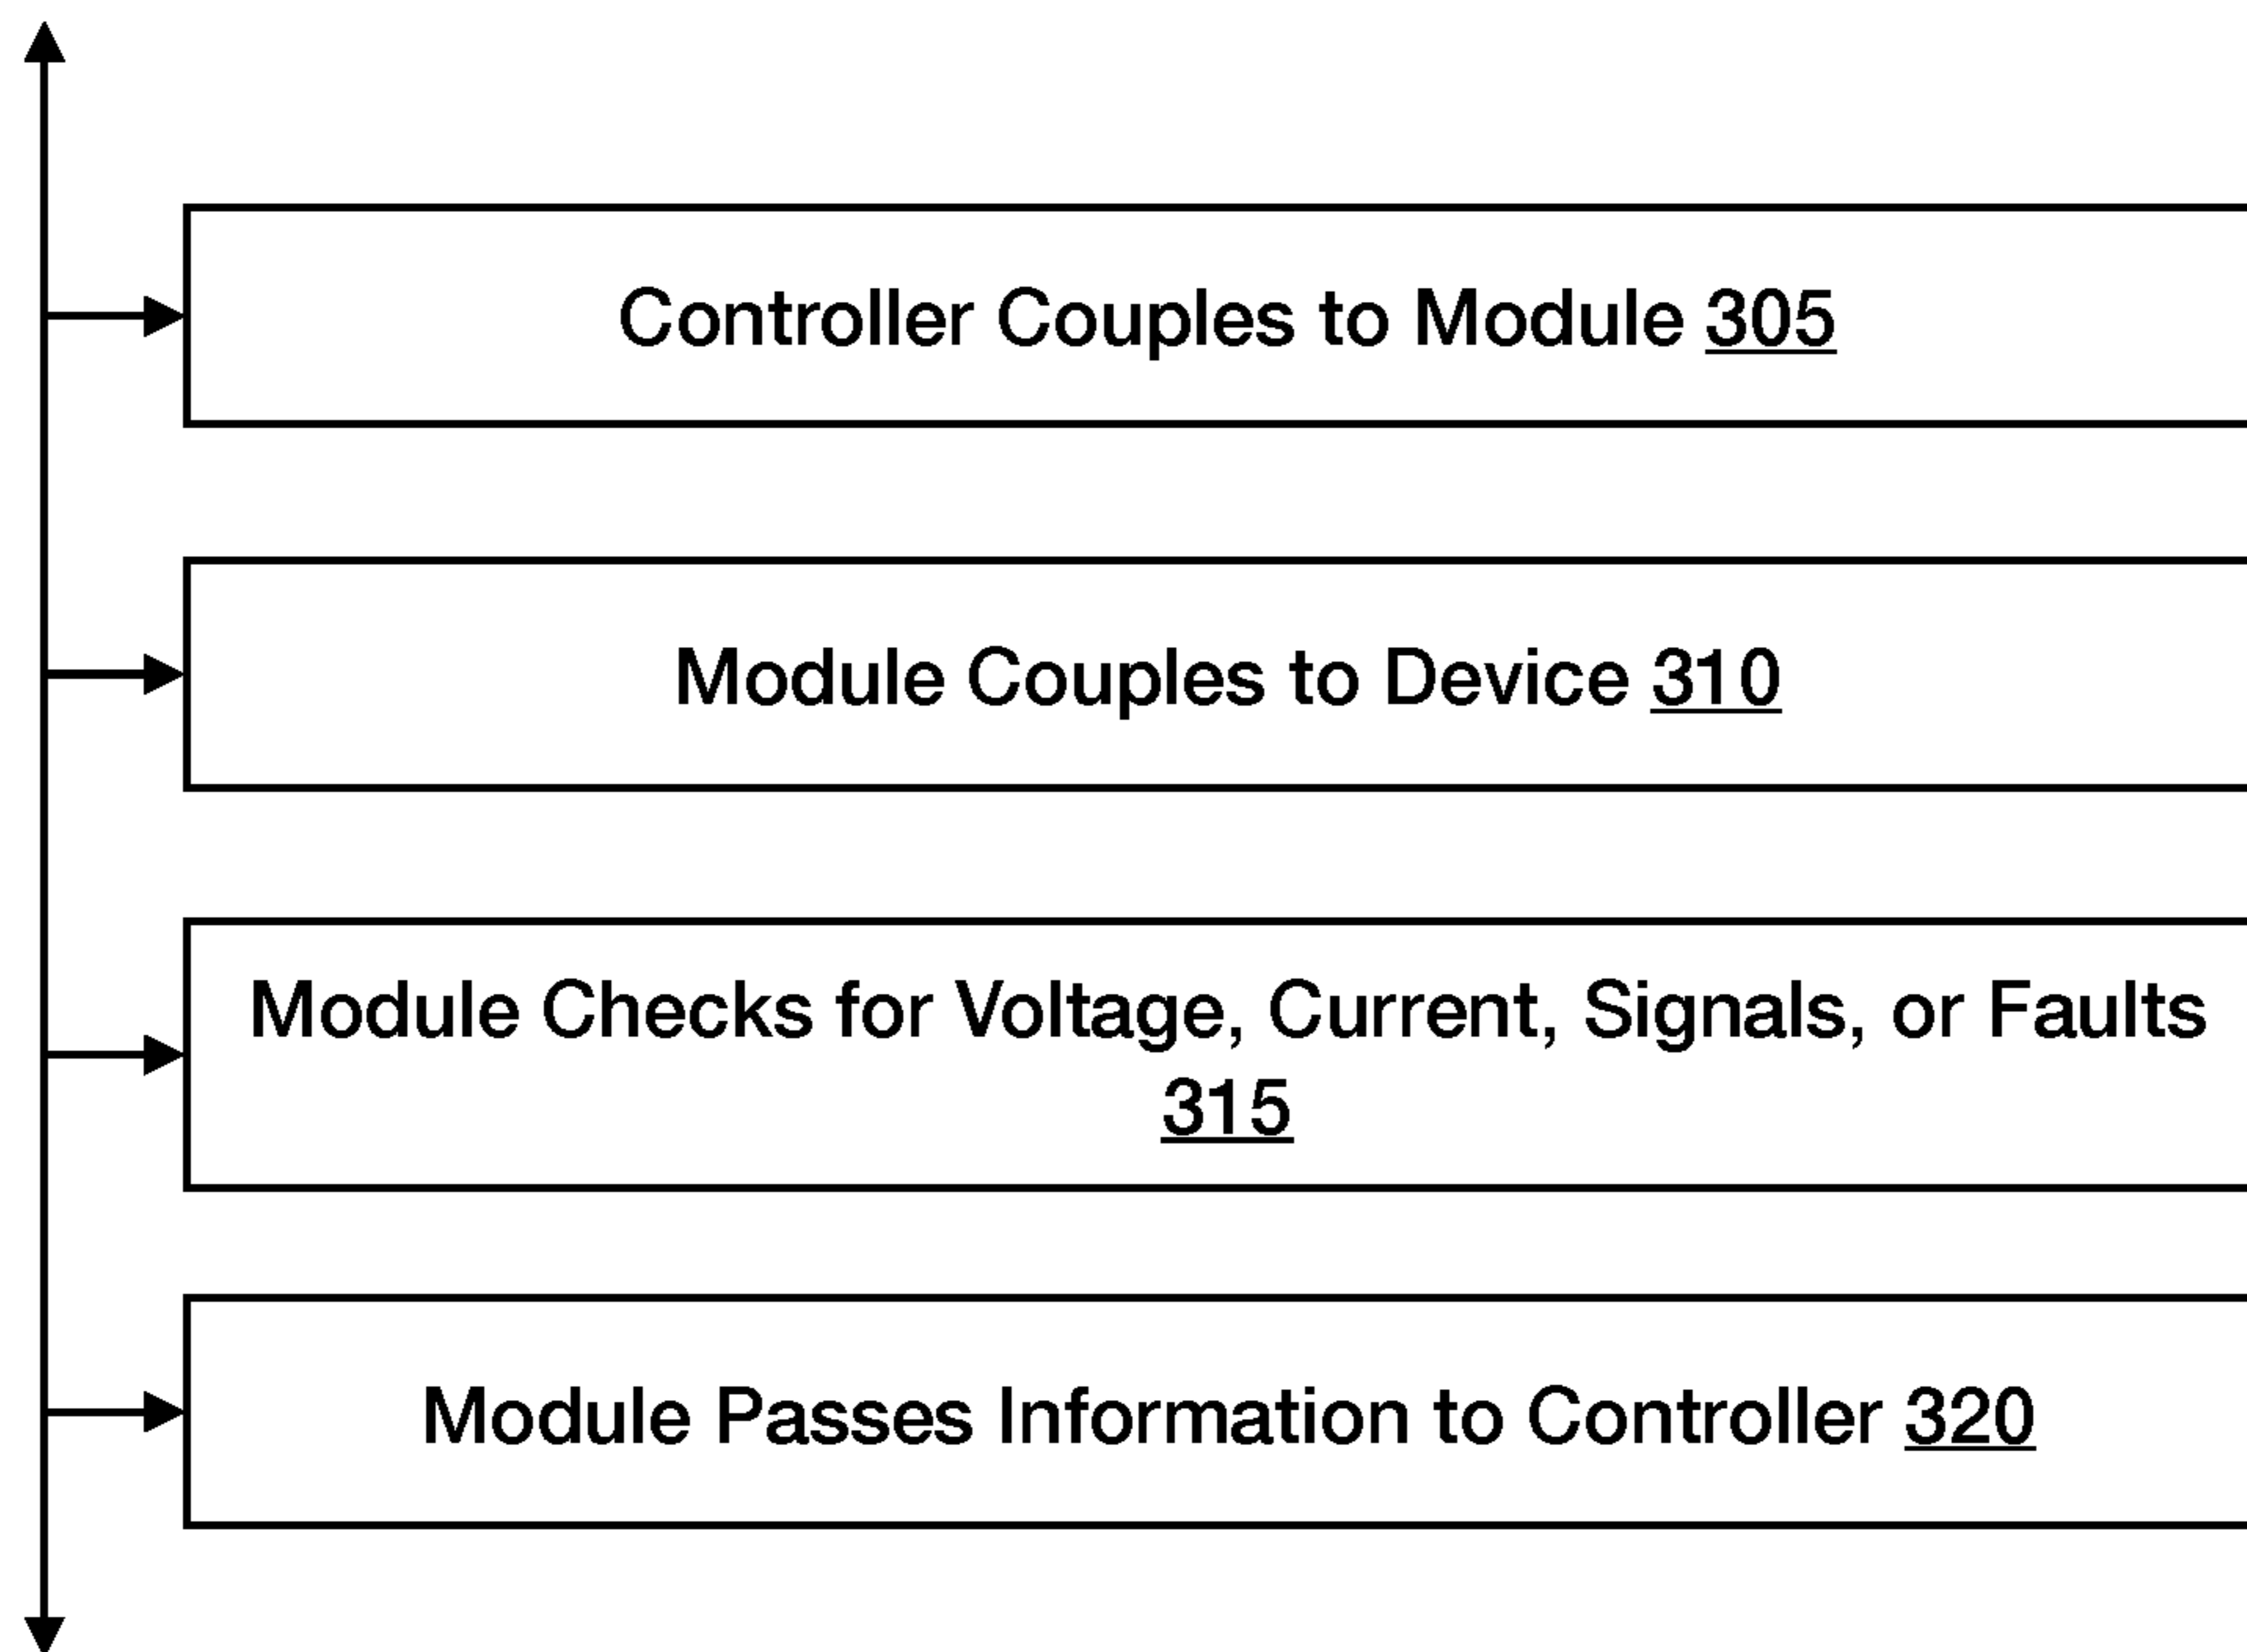 Controller Couples to Module 305
Module Couples to Device 310
Module Checks for Voltage, Current, Signals, or Faults
315
Module Passes Information to Controller 320